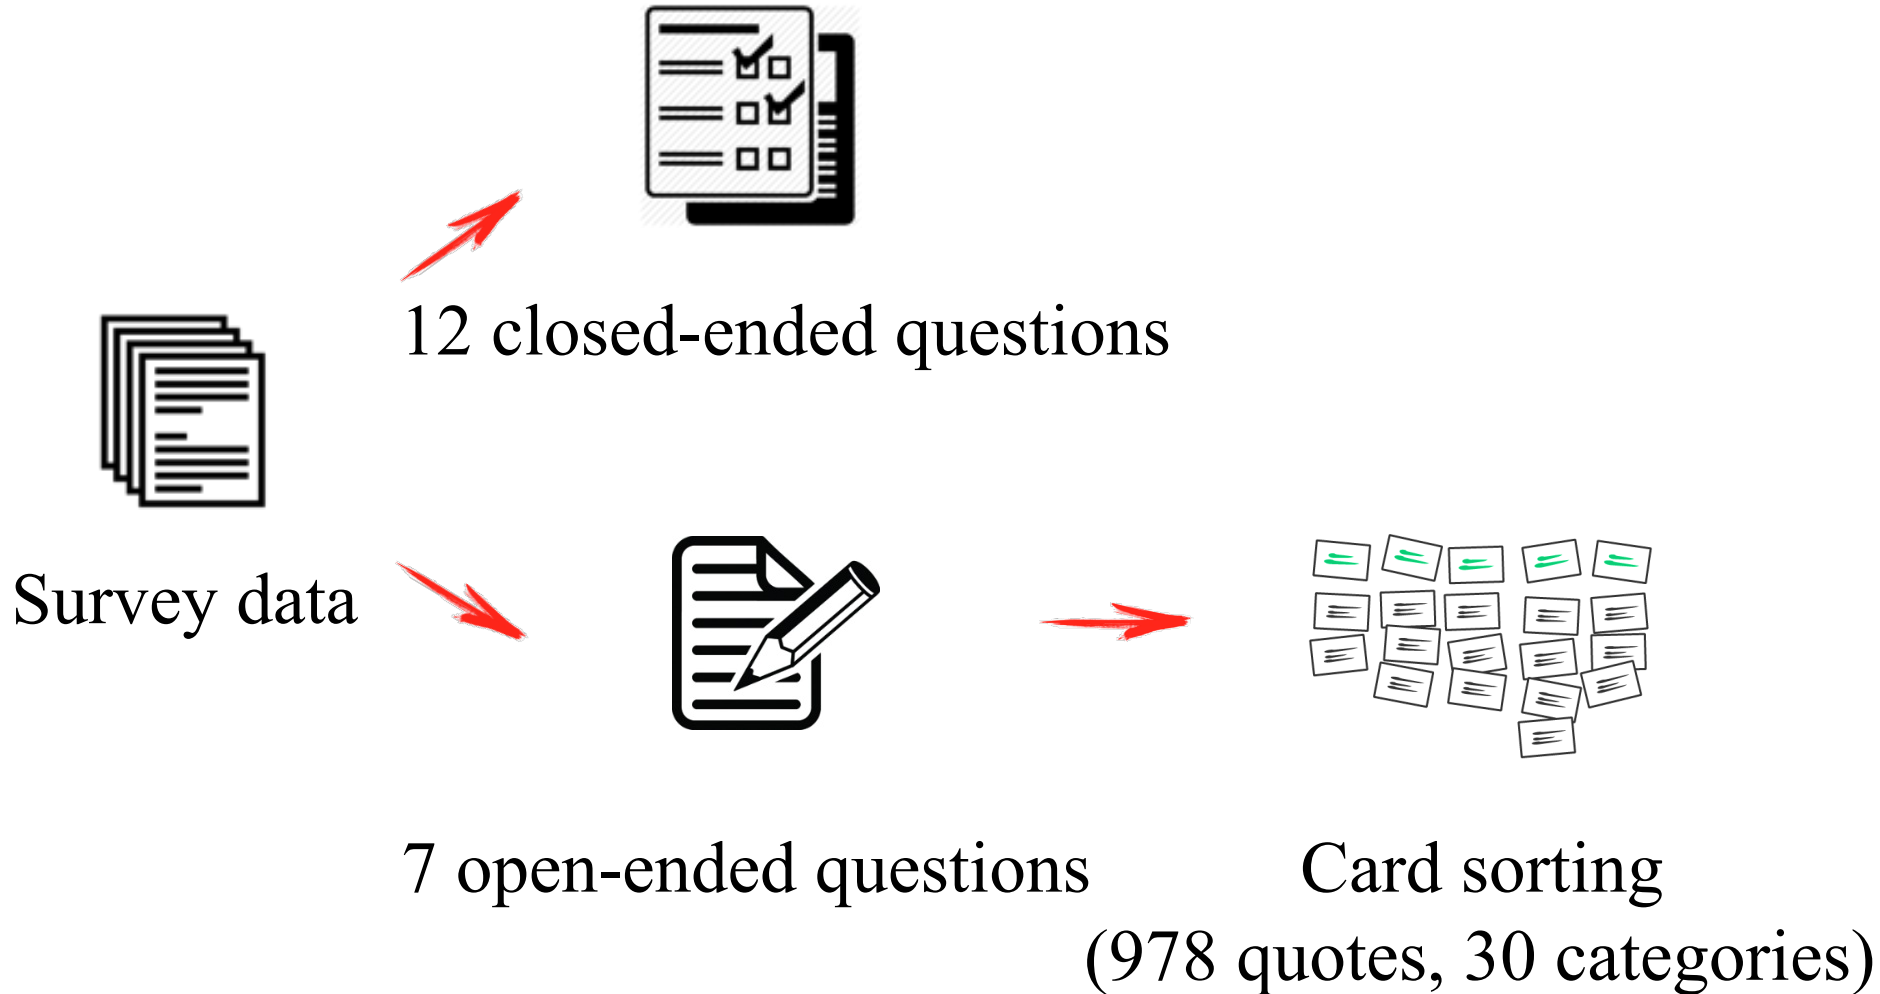 12 closed-ended questions
Survey data
7 open-ended questions
Card sorting
(978 quotes, 30 categories)